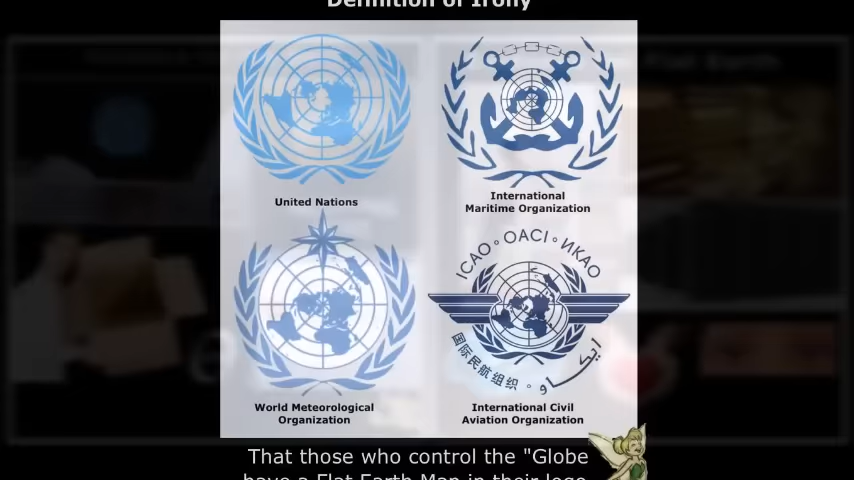 Definition of Irony
United Nations
International
Maritime Organization
ICAO ◦ OACI ◦ ИКАО
国际民航组织 ◦ ايكاو
World Meteorological
Organization
International Civil
Aviation Organization
That those who control the "Globe
have a Flat Earth Map in their logo